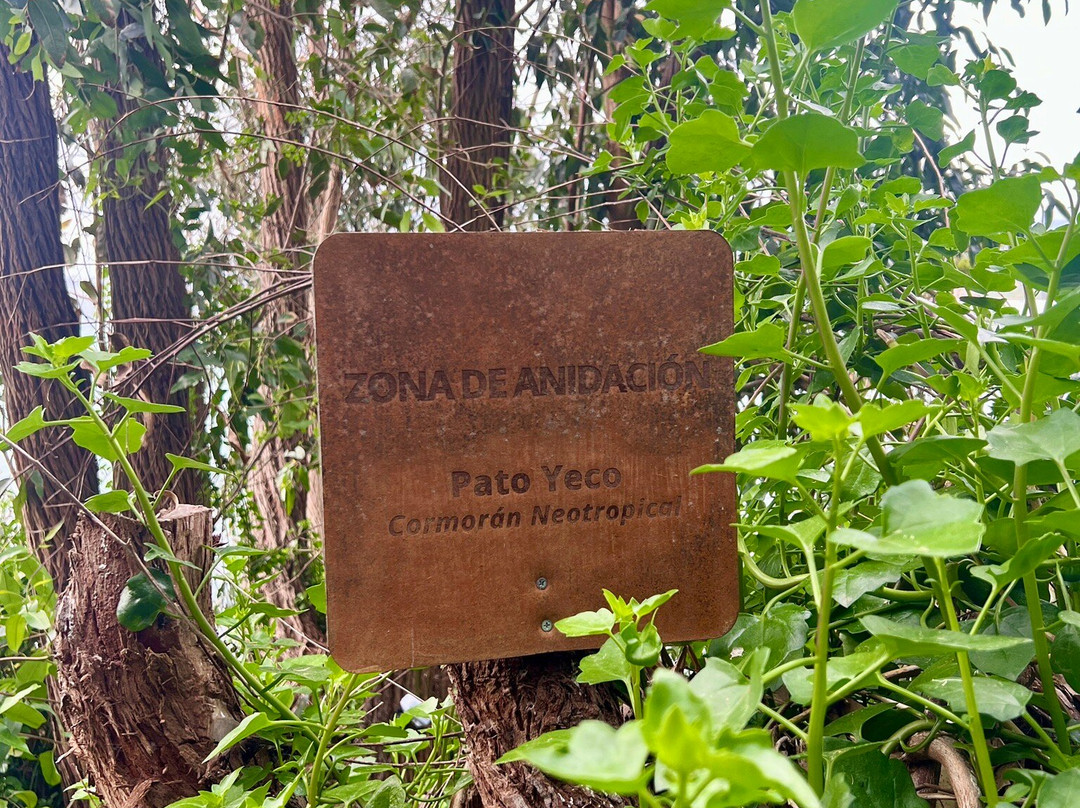 ZONA DE ANIDACIÓN
Pato Yeco
Cormorán Neotropical